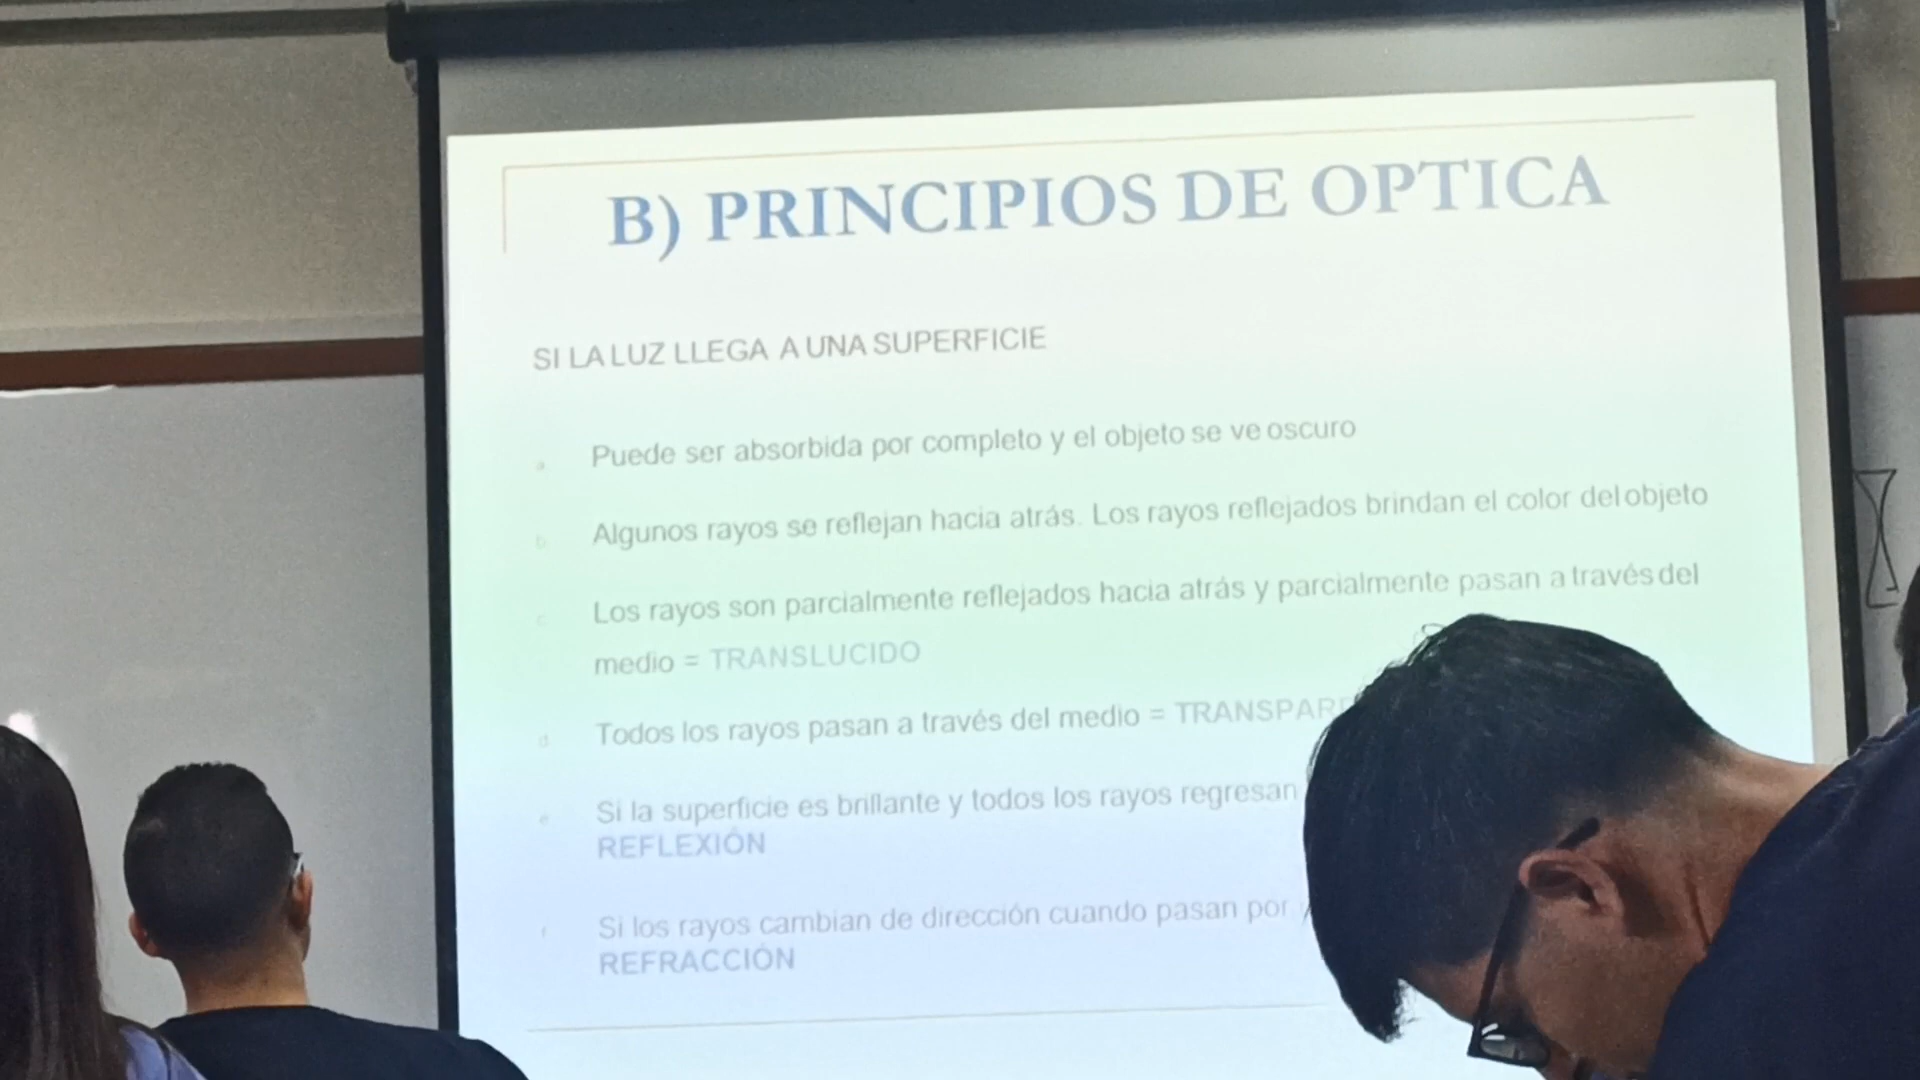 B) PRINCIPIOS DE OPTICA
SI LA LUZ LLEGA A UNA SUPERFICIE
a Puede ser absorbida por completo y el objeto se ve oscuro
b Algunos rayos se reflejan hacia atrás. Los rayos reflejados brindan el color del objeto
c Los rayos son parcialmente reflejados hacia atrás y parcialmente pasan a través del
medio = TRANSLUCIDO
d Todos los rayos pasan a través del medio =
e Si la superficie es brillante y todos los rayos regresan
REFLEXIÓN
f Si los rayos cambian de dirección cuando pasan por
REFRACCIÓN